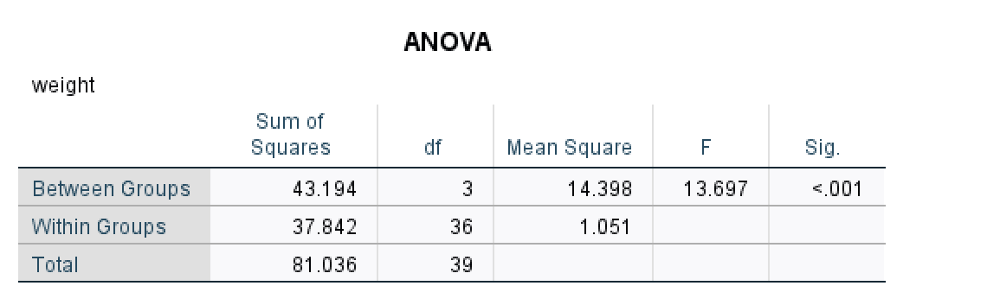 ANOVA
weight
Sum of
Squares df Mean Square F Sig.
Between Groups 43.194 3 14.398 13.697 <.001
Within Groups 37.842 36 1.051
Total 81.036 39